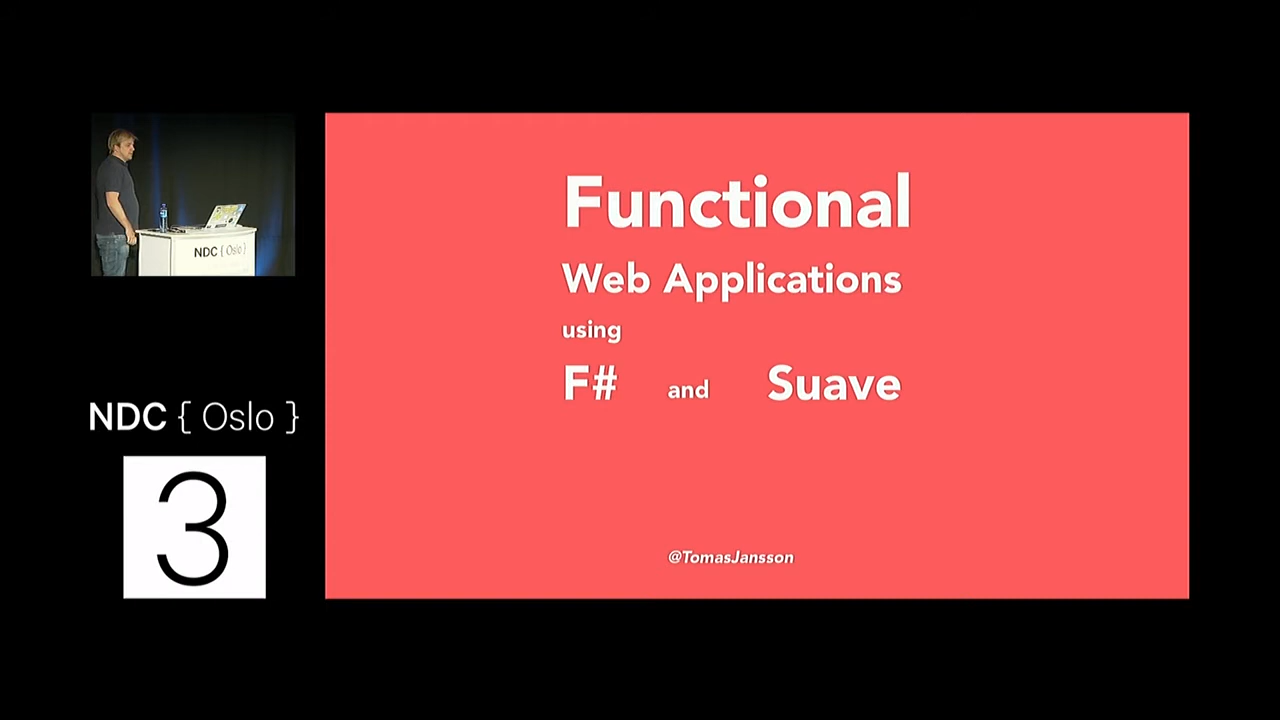 NDC { Oslo }
NDC { Oslo }
3
Functional
Web Applications
using
F# and Suave
@TomasJansson